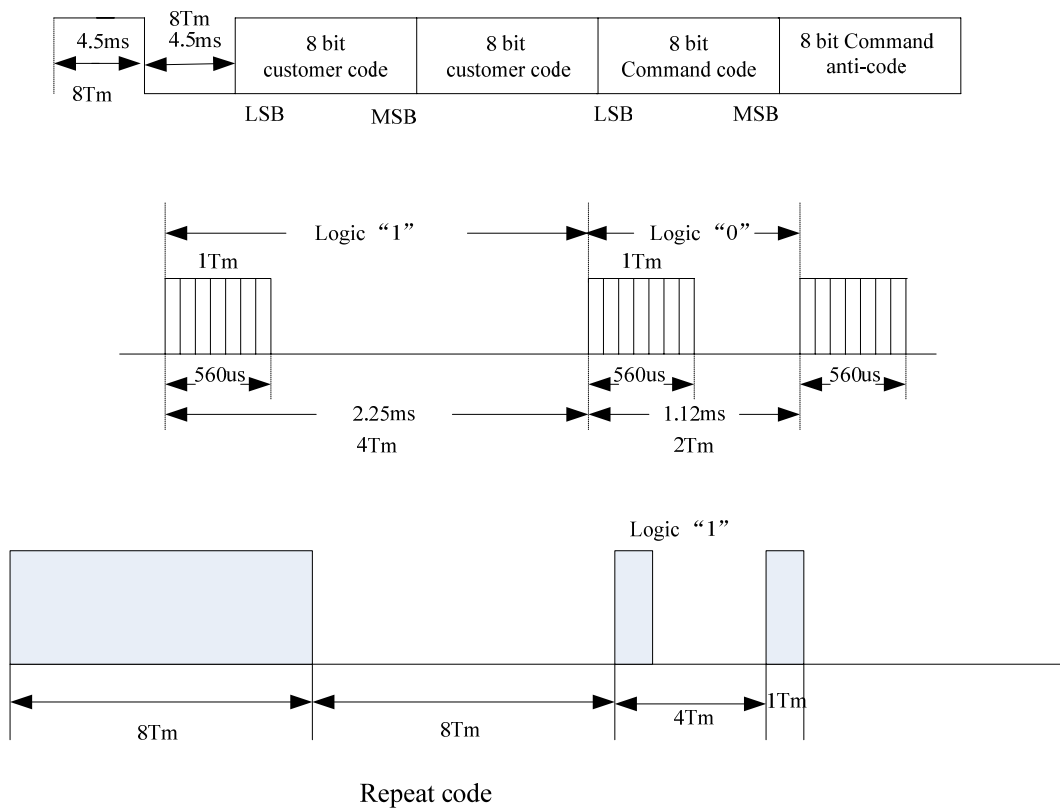 8Tm
4.5ms
4.5ms
8Tm
8 bit
customer code
8 bit
customer code
8 bit
Command code
8 bit Command
anti-code
LSB
MSB
LSB
MSB
Logic “1”
Logic “0”
1Tm
1Tm
560us
560us
560us
2.25ms
4Tm
1.12ms
2Tm
Logic “1”
8Tm
8Tm
4Tm
1Tm
Repeat code